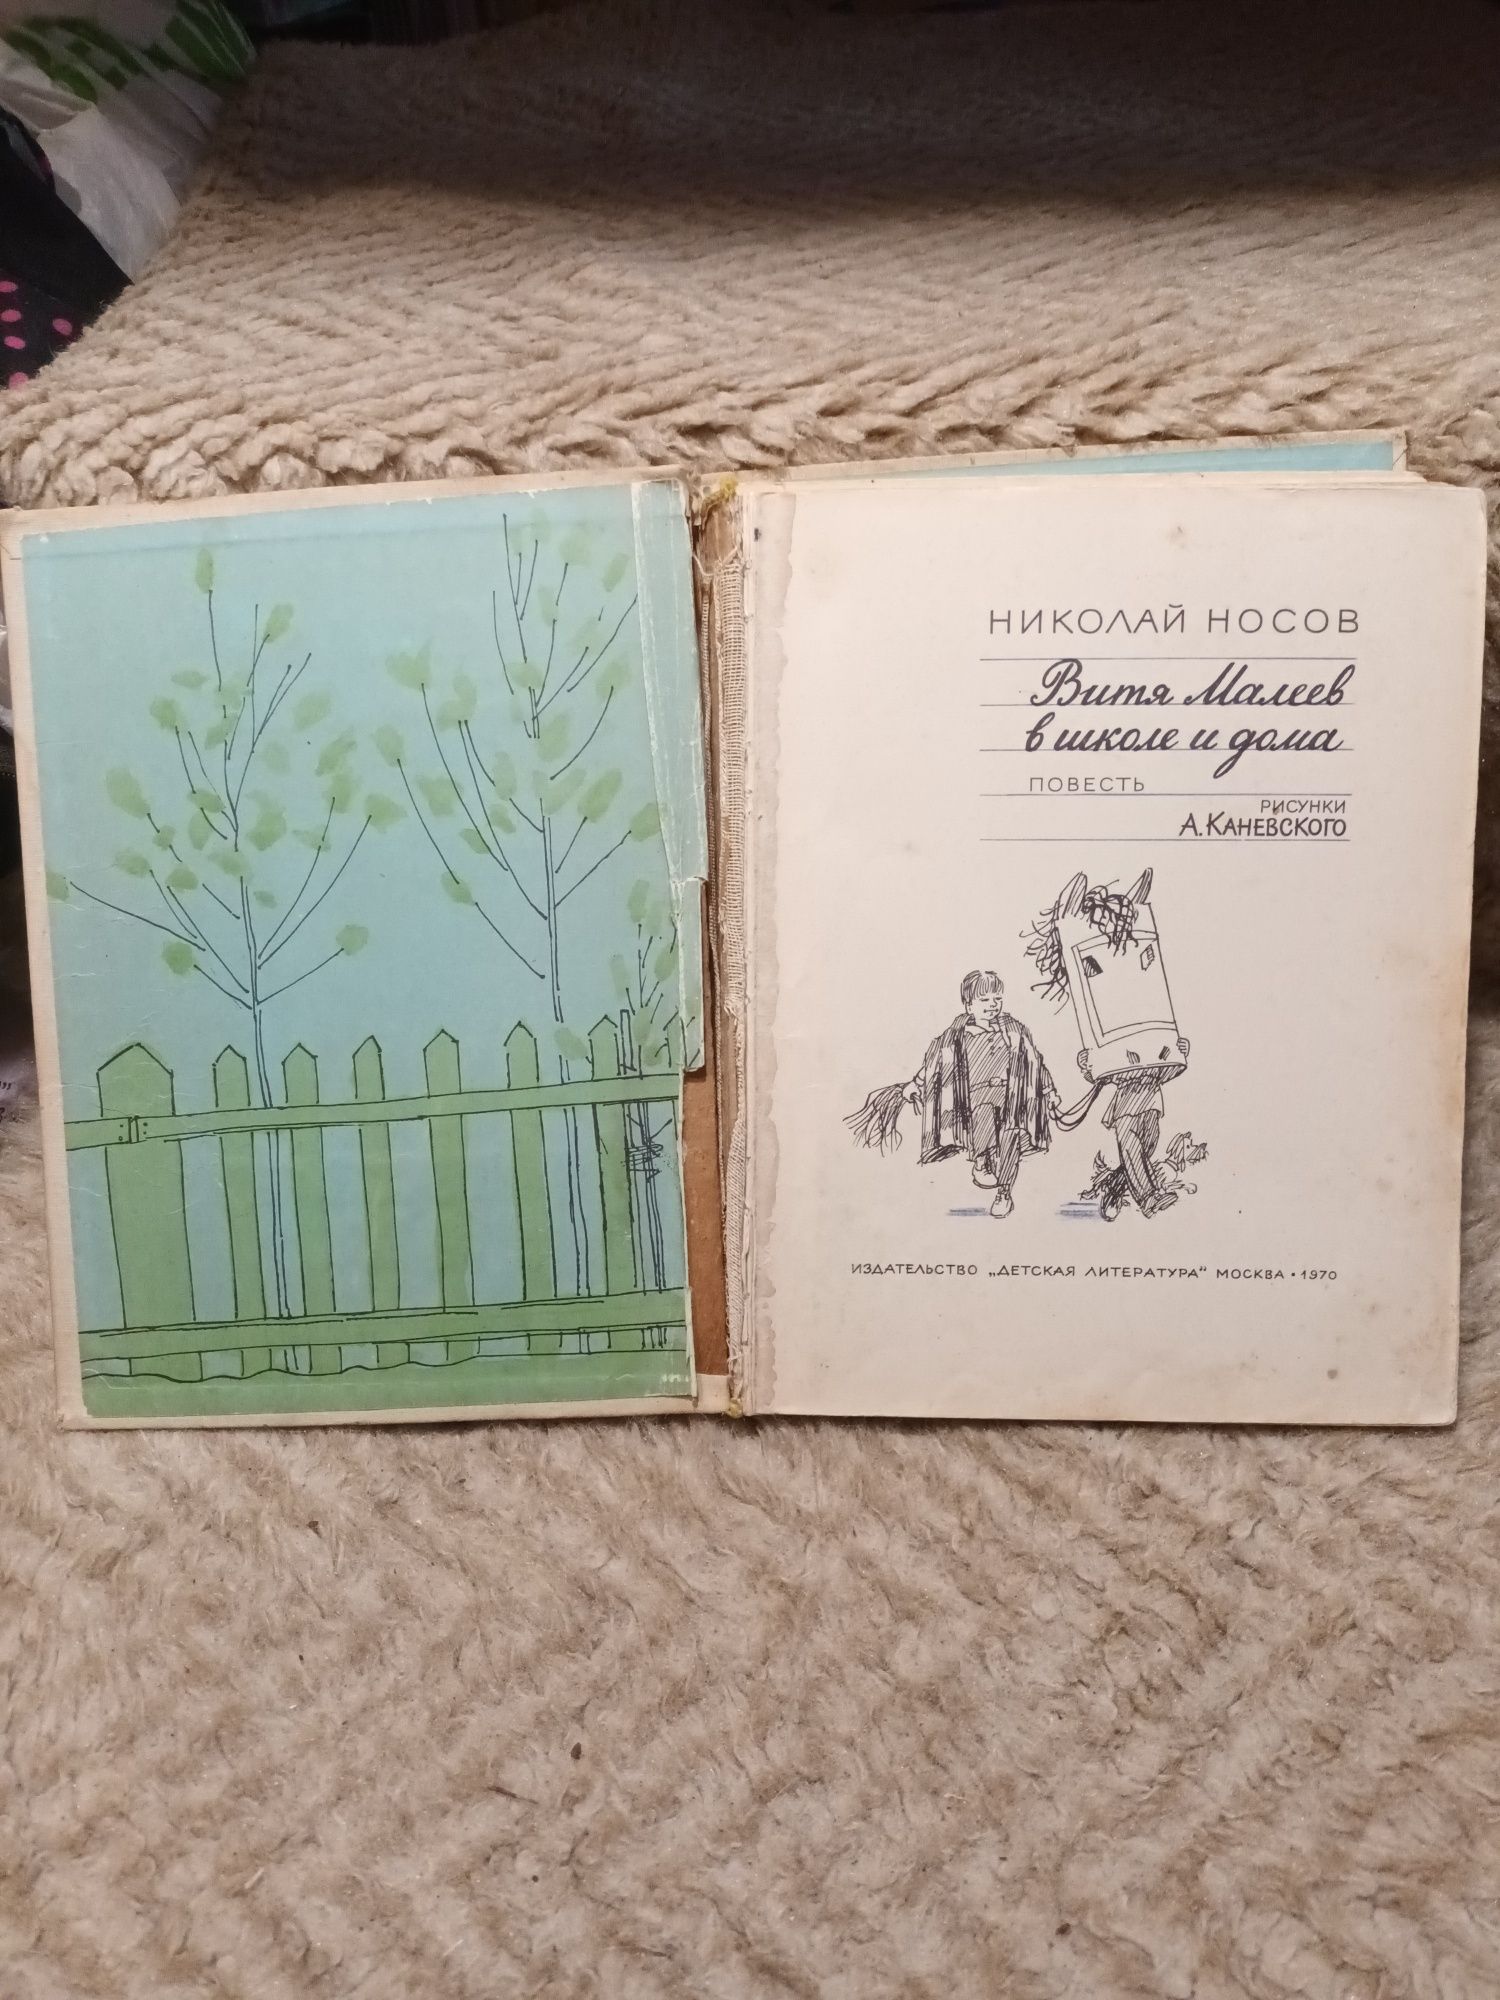 НИКОЛАЙ НОСОВ
Витя Малеев
в школе и дома
ПОВЕСТЬ
РИСУНКИ
А. КАНЕВСКОГО
ИЗДАТЕЛЬСТВО „ДЕТСКАЯ ЛИТЕРАТУРА" МОСКВА • 1970